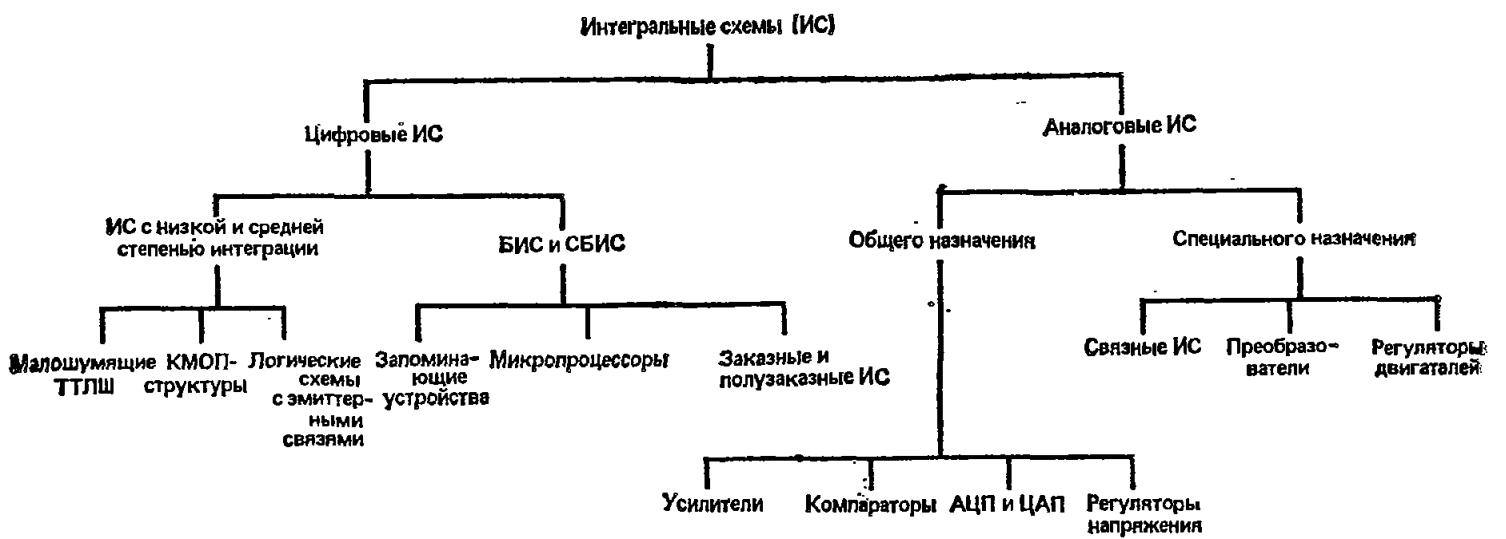 Интегральные схемы (ИС)
Цифровые ИС
Аналоговые ИС
ИС с низкой и средней
степенью интеграции
БИС и СБИС
Общего назначения
Специального назначения
Малошумящие
ТТЛШ
КМОП-
структуры
Логические
схемы
с эмиттер-
ными
связями
Запомина-
ющие
устройства
Микропроцессоры
Заказные и
полузаказные ИС
Связные ИС
Преобразо-
ватели
Регуляторы
двигаталей
Усилители
Компараторы
АЦП и ЦАП
Регуляторы
напряжения